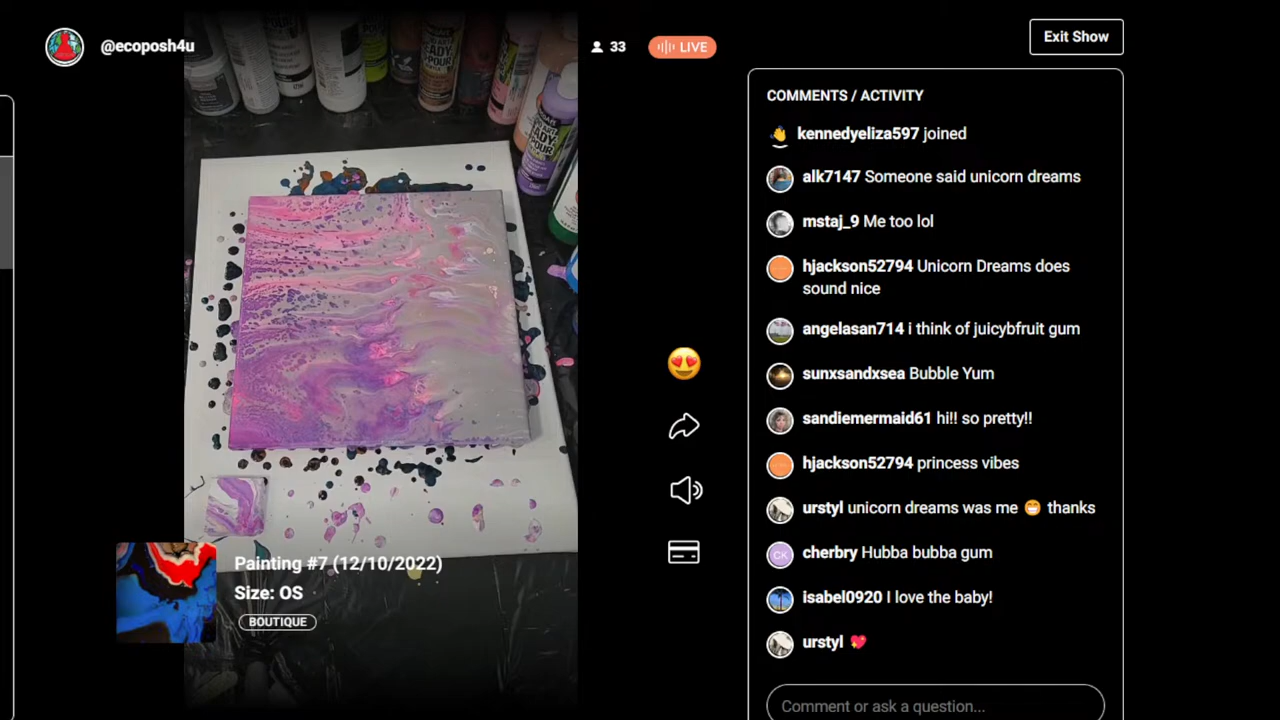 @ecoposh4u
33
LIVE
Exit Show
COMMENTS / ACTIVITY
kennedyeliza597 joined
alk7147 Someone said unicorn dreams
mstaj_9 Me too lol
hjackson52794 Unicorn Dreams does
sound nice
angelasan714 i think of juicybfruit gum
sunxsandxsea Bubble Yum
sandiemermaid61 hi!! so pretty!!
hjackson52794 princess vibes
urstyl unicorn dreams was me 😁 thanks
CK
cherbry Hubba bubba gum
isabel0920 I love the baby!
urstyl 💖
Comment or ask a question...
Painting #7 (12/10/2022)
Size: OS
BOUTIQUE